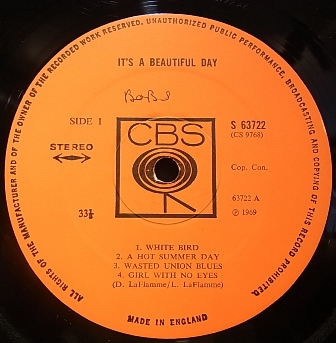 ALL RIGHTS OF THE MANUFACTURER AND OF THE OWNER OF THE RECORDED WORK RESERVED. UNAUTHORIZED PUBLIC PERFORMANCE, BROADCASTING AND COPYING OF THIS RECORD PROHIBITED.
IT'S A BEAUTIFUL DAY
BOBS
SIDE 1
CBS
S 63722
(CS 9768)
STEREO
Cop. Con.
63722 A
33⅓
℗ 1969
1. WHITE BIRD
2. A HOT SUMMER DAY
3. WASTED UNION BLUES
4. GIRL WITH NO EYES
(D. LaFlamme/L. LaFlamme)
MADE IN ENGLAND